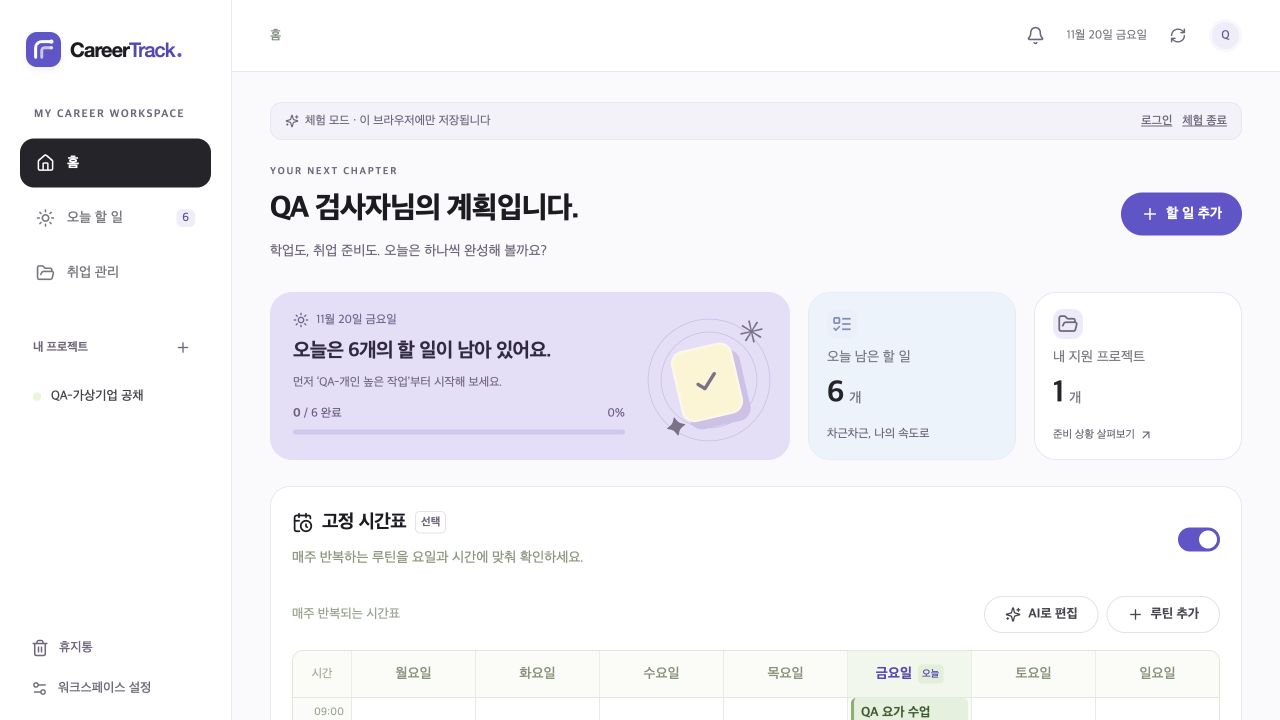 CareerTrack.
MY CAREER WORKSPACE
홈
오늘 할 일 6
취업 관리
내 프로젝트
QA-가상기업 공채
휴지통
워크스페이스 설정
홈
11월 20일 금요일
Q
체험 모드 · 이 브라우저에만 저장됩니다
로그인 체험 종료
YOUR NEXT CHAPTER
QA 검사자님의 계획입니다.
학업도, 취업 준비도. 오늘은 하나씩 완성해 볼까요?
할 일 추가
11월 20일 금요일
오늘은 6개의 할 일이 남아 있어요.
먼저 'QA-개인 높은 작업'부터 시작해 보세요.
0 / 6 완료 0%
오늘 남은 할 일
6 개
차근차근, 나의 속도로
내 지원 프로젝트
1 개
준비 상황 살펴보기
고정 시간표 선택
매주 반복하는 루틴을 요일과 시간에 맞춰 확인하세요.
매주 반복되는 시간표
AI로 편집 루틴 추가
시간 월요일 화요일 수요일 목요일 금요일 오늘 토요일 일요일
09:00 QA 요가 수업